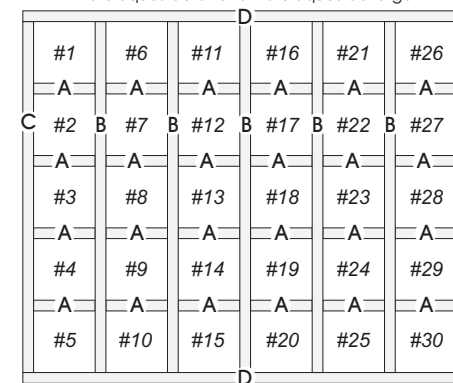 D
#1 #6 #11 #16 #21 #26
A A A A A A
C #2 B #7 B #12 B #17 B #22 B #27
A A A A A A
#3 #8 #13 #18 #23 #28
A A A A A A
#4 #9 #14 #19 #24 #29
A A A A A A
#5 #10 #15 #20 #25 #30
D